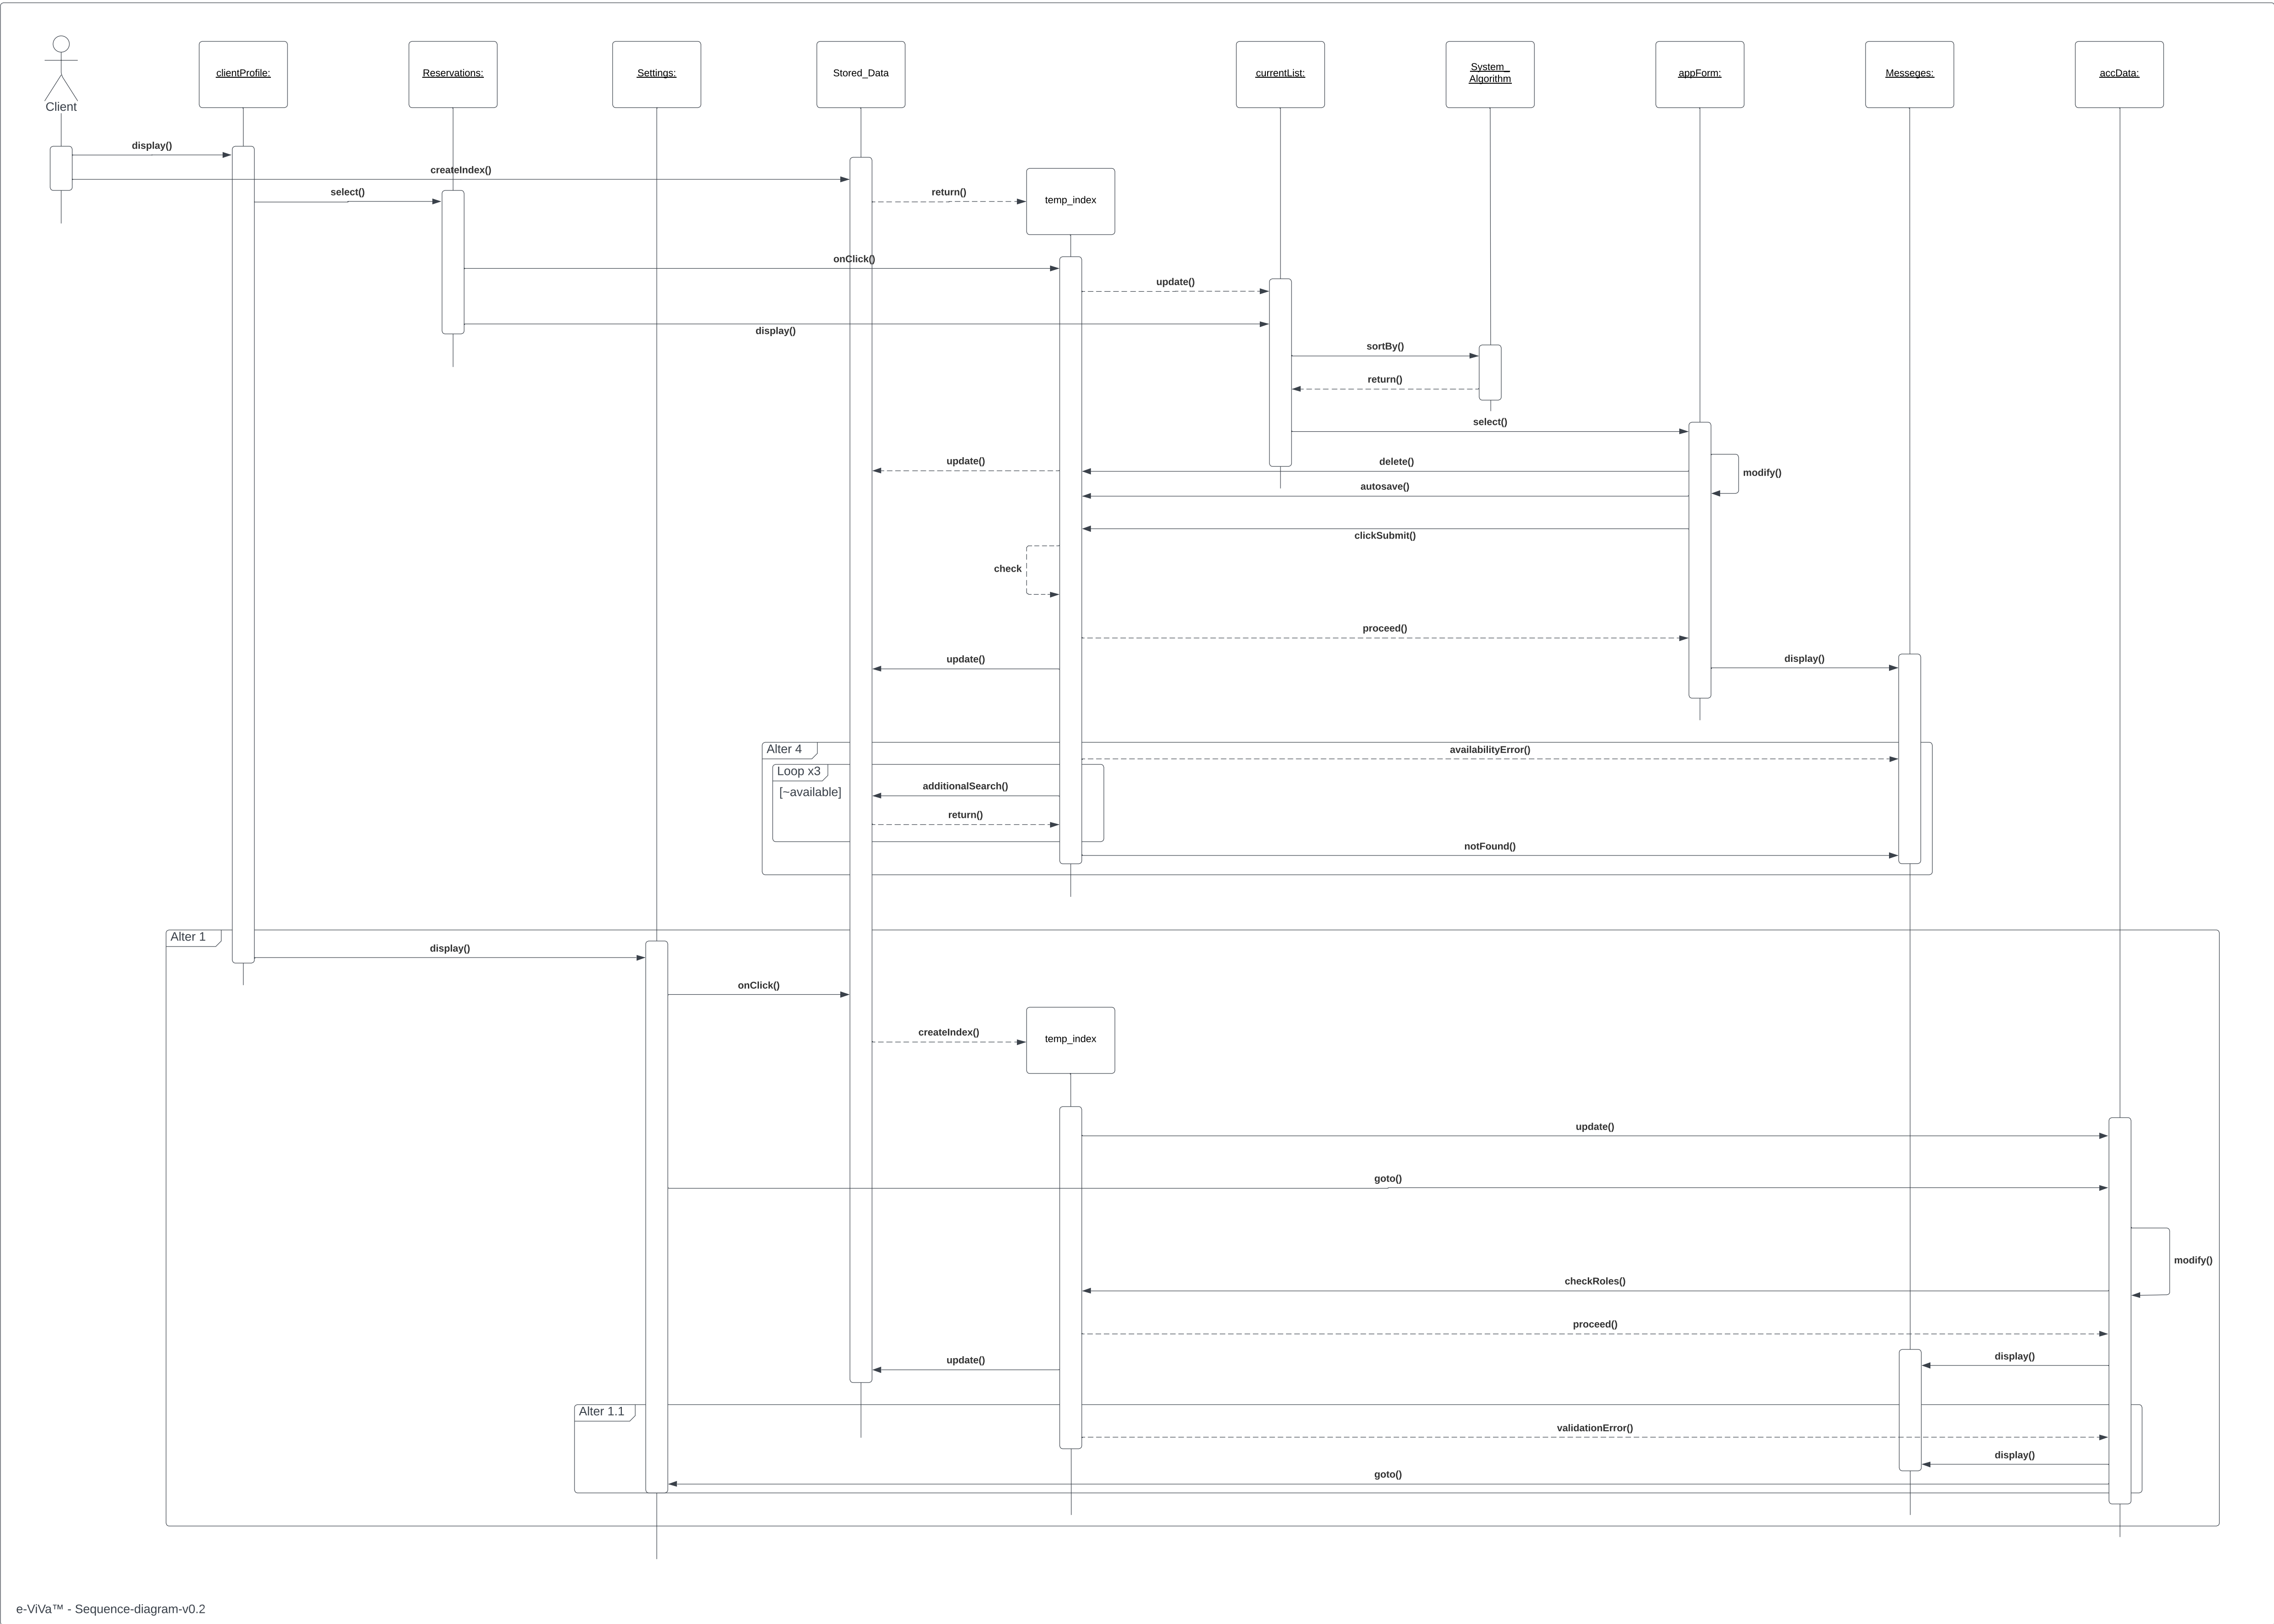 clientProfile:
Reservations:
Settings:
Stored_Data
currentList:
System_
Algorithm
appForm:
Messeges:
accData:
Client
display()
createIndex()
select()
return()
temp_index
onClick()
update()
display()
sortBy()
return()
select()
update()
delete()
modify()
autosave()
clickSubmit()
check
proceed()
update()
display()
Alter 4
availabilityError()
Loop x3
[~available]
additionalSearch()
return()
notFound()
Alter 1
display()
onClick()
createIndex()
temp_index
update()
goto()
modify()
checkRoles()
proceed()
update()
display()
Alter 1.1
validationError()
display()
goto()
e-ViVa™ - Sequence-diagram-v0.2